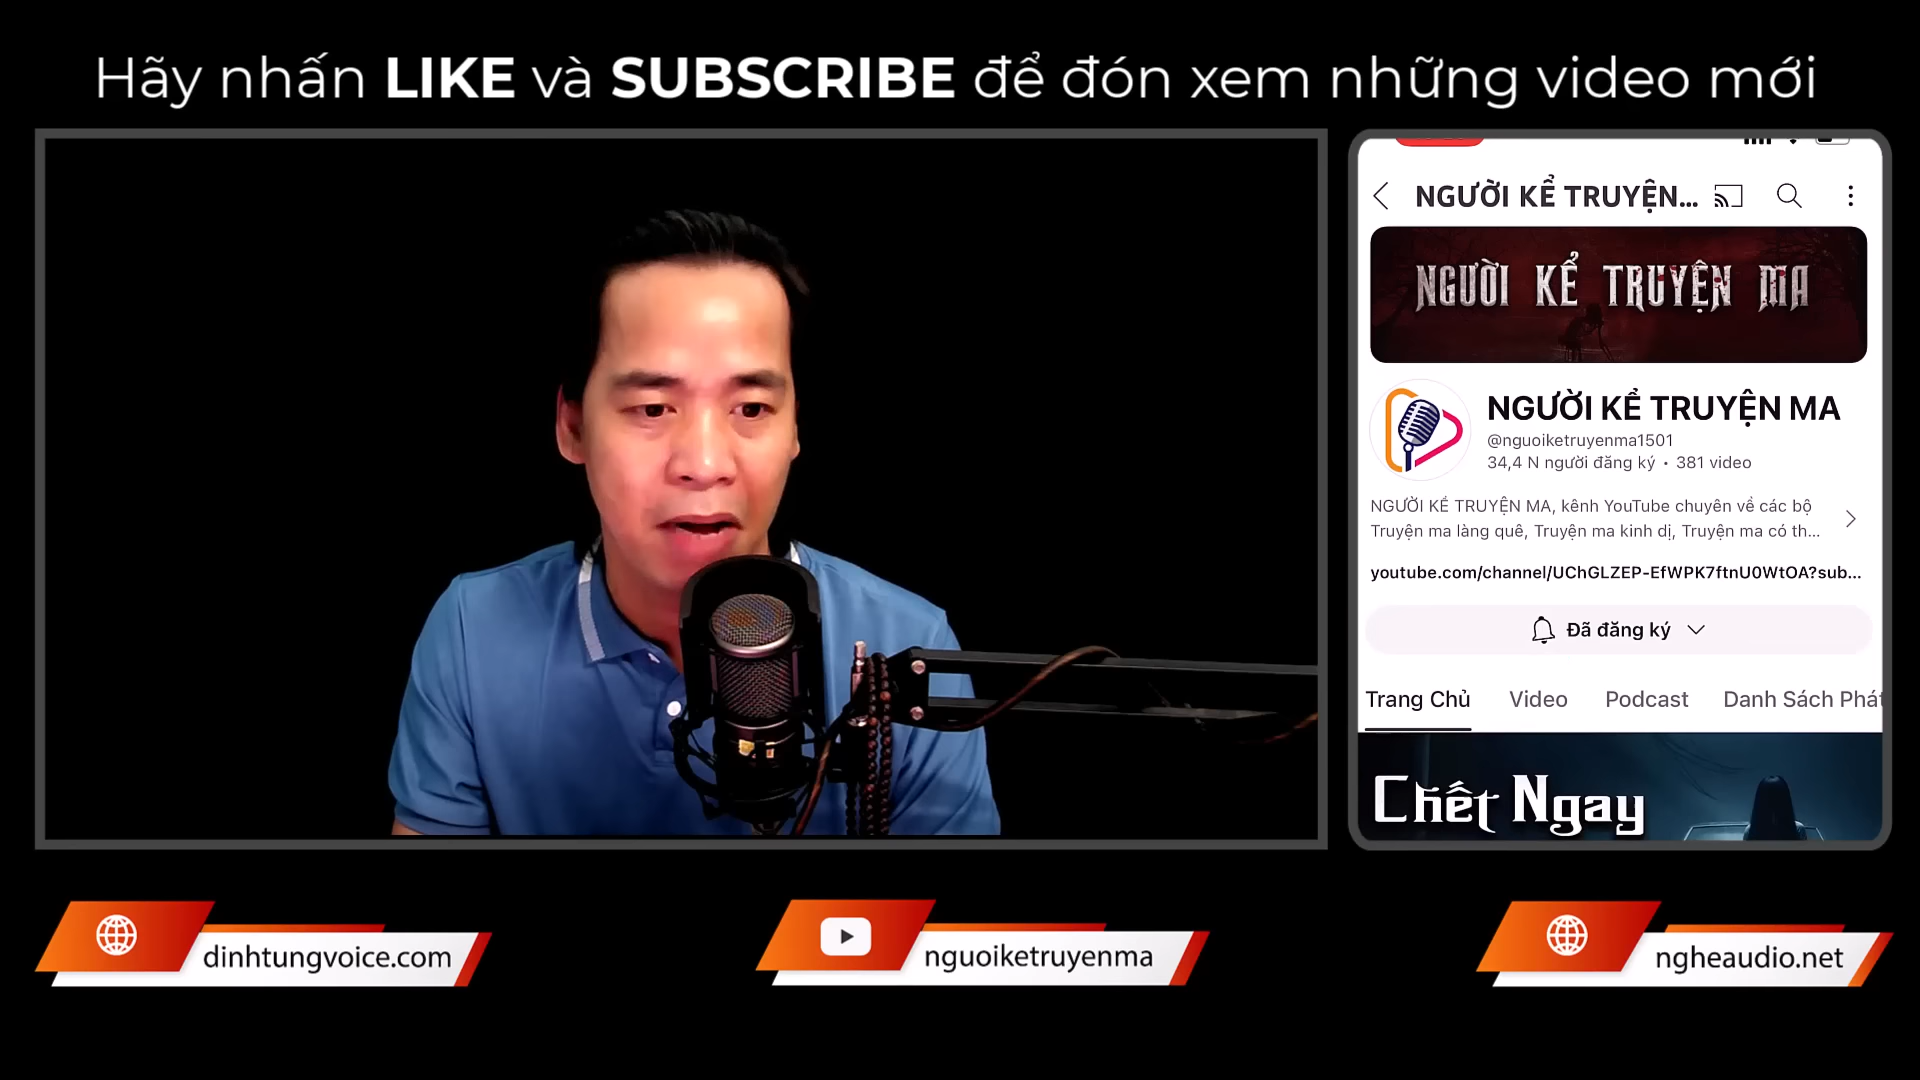 Hãy nhấn LIKE và SUBSCRIBE để đón xem những video mới
NGƯỜI KỂ TRUYỆN...
NGƯỜI KỂ TRUYỆN MA
NGƯỜI KỂ TRUYỆN MA
@nguoiketruyenma1501
34,4 N người đăng ký • 381 video
NGƯỜI KỂ TRUYỆN MA, kênh YouTube chuyên về các bộ
Truyện ma làng quê, Truyện ma kinh dị, Truyện ma có th...
youtube.com/channel/UChGLZEP-EfWPK7ftnU0WtOA?sub...
Đã đăng ký
Trang Chủ Video Podcast Danh Sách Phát
Chết Ngay
dinhtungvoice.com
nguoiketruyenma
ngheaudio.net